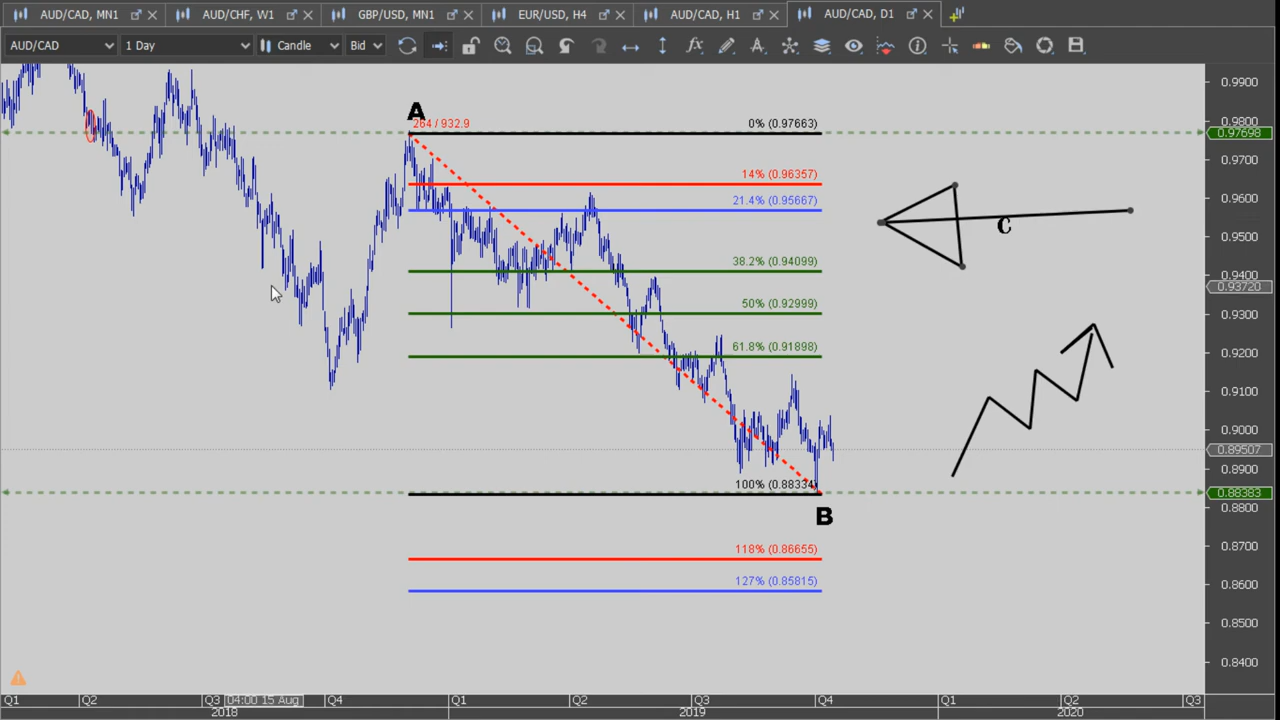 AUD/CAD, MN1
AUD/CHF, W1
GBP/USD, MN1
EUR/USD, H4
AUD/CAD, H1
AUD/CAD, D1
AUD/CAD
1 Day
Candle
Bid
0.9900
0.9800
0.97698
0.9700
0.9600
0.9500
0.9400
0.93720
0.9300
0.9200
0.9100
0.9000
0.89507
0.8900
0.88383
0.8800
0.8700
0.8600
0.8500
0.8400
A
264 / 932.9
0% (0.97663)
14% (0.96357)
21.4% (0.95667)
38.2% (0.94099)
50% (0.92999)
61.8% (0.91898)
100% (0.88334)
B
118% (0.86655)
127% (0.85815)
C
Q1
Q2
Q3
04:00 15 Aug
Q4
Q1
Q2
Q3
Q4
Q1
Q2
Q3
2018
2019
2020